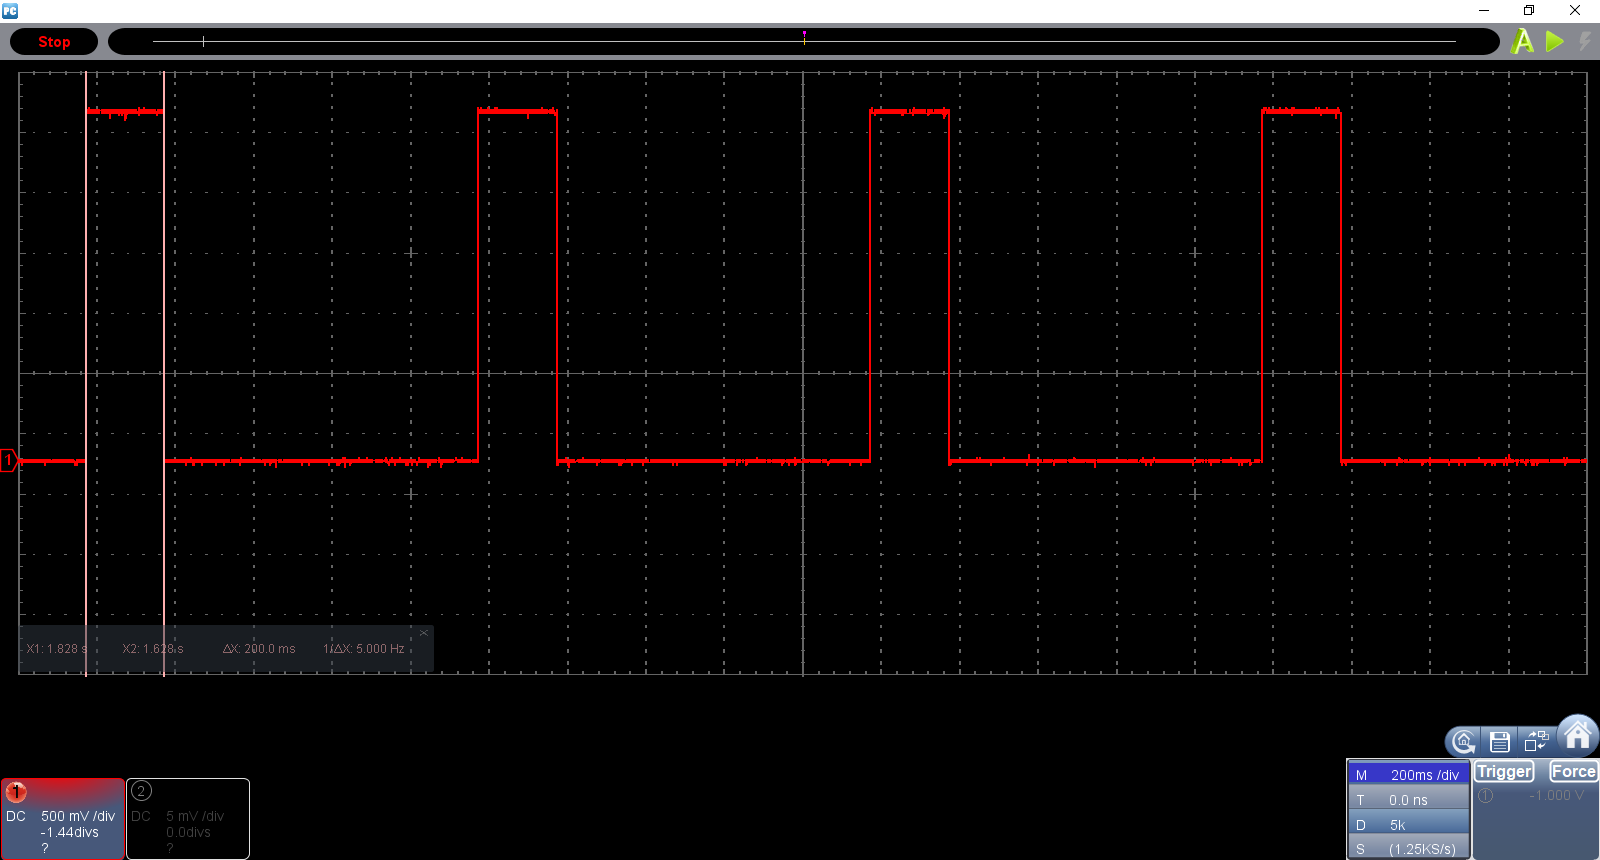 PC
Stop
A
1
X1: 1.828 s X2: 1.628 s ΔX: 200.0 ms 1/ΔX: 5.000 Hz
1
DC 500 mV /div
-1.44divs
?
2
DC 5 mV /div
0.0divs
?
M 200ms /div
T 0.0 ns
D 5k
S (1.25KS/s)
Trigger Force
1 -1.000 V